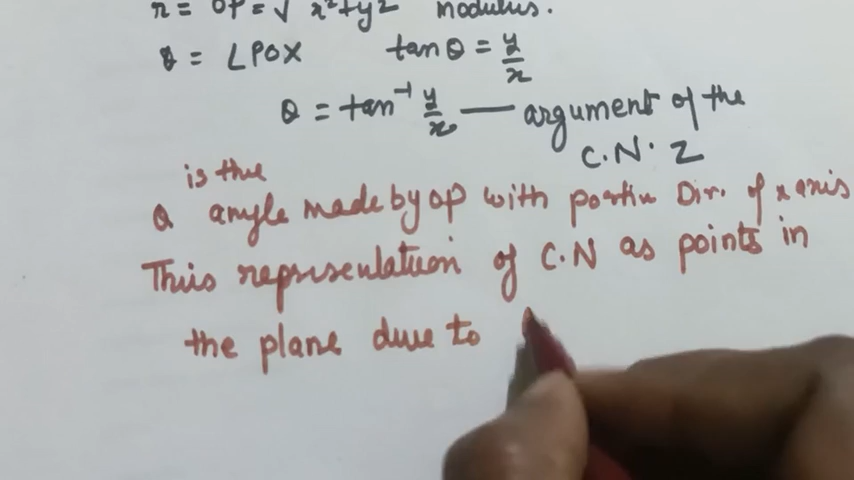 r = OP = √x²+y² modulus.
θ = ∠POX tan θ = y/x
θ = tan⁻¹ y/x — argument of the
C.N. Z
is the
θ angle made by OP with Dir. of x axis
This representation of C.N as points in
the plane due to